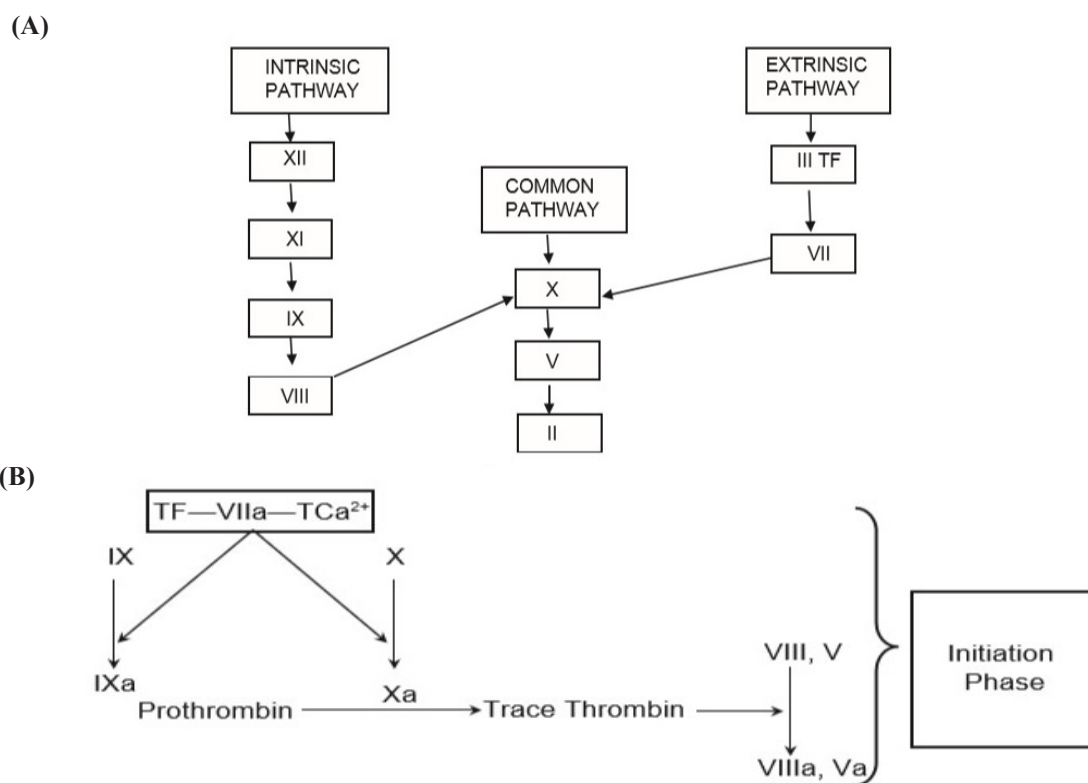 (A)
INTRINSIC
PATHWAY
XII
XI
IX
VIII
COMMON
PATHWAY
X
V
II
EXTRINSIC
PATHWAY
III TF
VII
(B)
TF—VIIa—TCa²⁺
IX
X
IXa
Xa
Prothrombin
Trace Thrombin
VIII, V
VIIIa, Va
Initiation
Phase